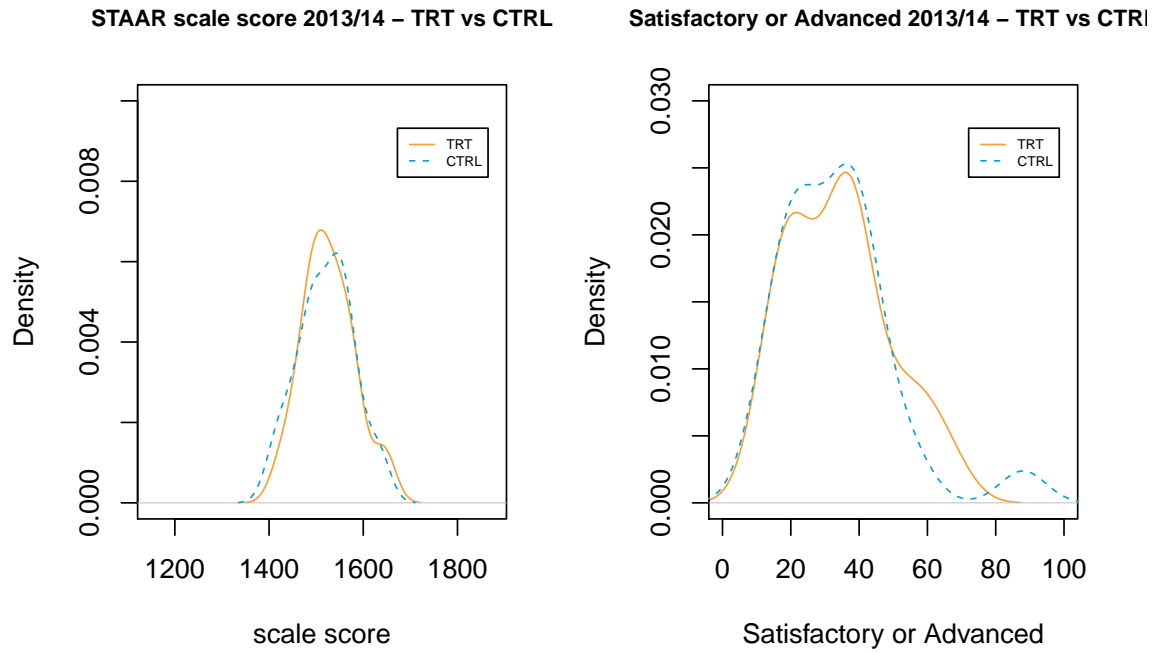 STAAR scale score 2013/14 – TRT vs CTRL
Density
0.000
0.004
0.008
TRT
CTRL
1200
1400
1600
1800
scale score
Satisfactory or Advanced 2013/14 – TRT vs CTRL
Density
0.000
0.010
0.020
0.030
TRT
CTRL
0
20
40
60
80
100
Satisfactory or Advanced